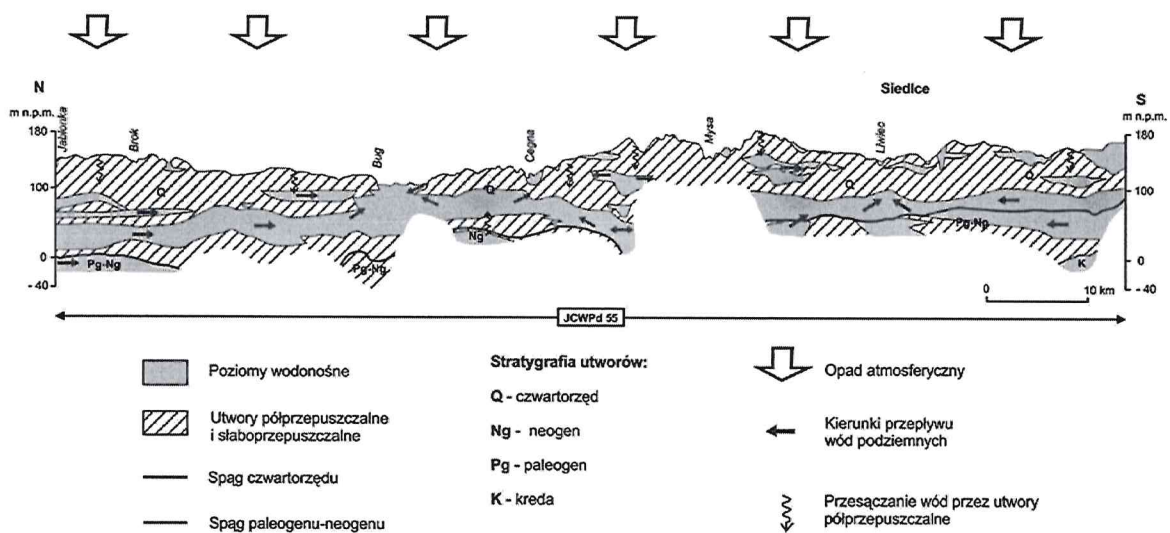 N
m n.p.m.
180
100
0
- 40
Jabłonka
Brok
Bug
Cegna
Mysa
Liwiec
Siedlce
S
m n.p.m.
180
100
0
- 40
Q
Q
Q
Q
Pg-Ng
Pg-Ng
Ng
Pg-Ng
K
0 10 km
JCWPd 55
Poziomy wodonośne
Utwory półprzepuszczalne
i słaboprzepuszczalne
Spąg czwartorzędu
Spąg paleogenu-neogenu
Stratygrafia utworów:
Q - czwartorzęd
Ng - neogen
Pg - paleogen
K - kreda
Opad atmosferyczny
Kierunki przepływu
wód podziemnych
Przesączanie wód przez utwory
półprzepuszczalne